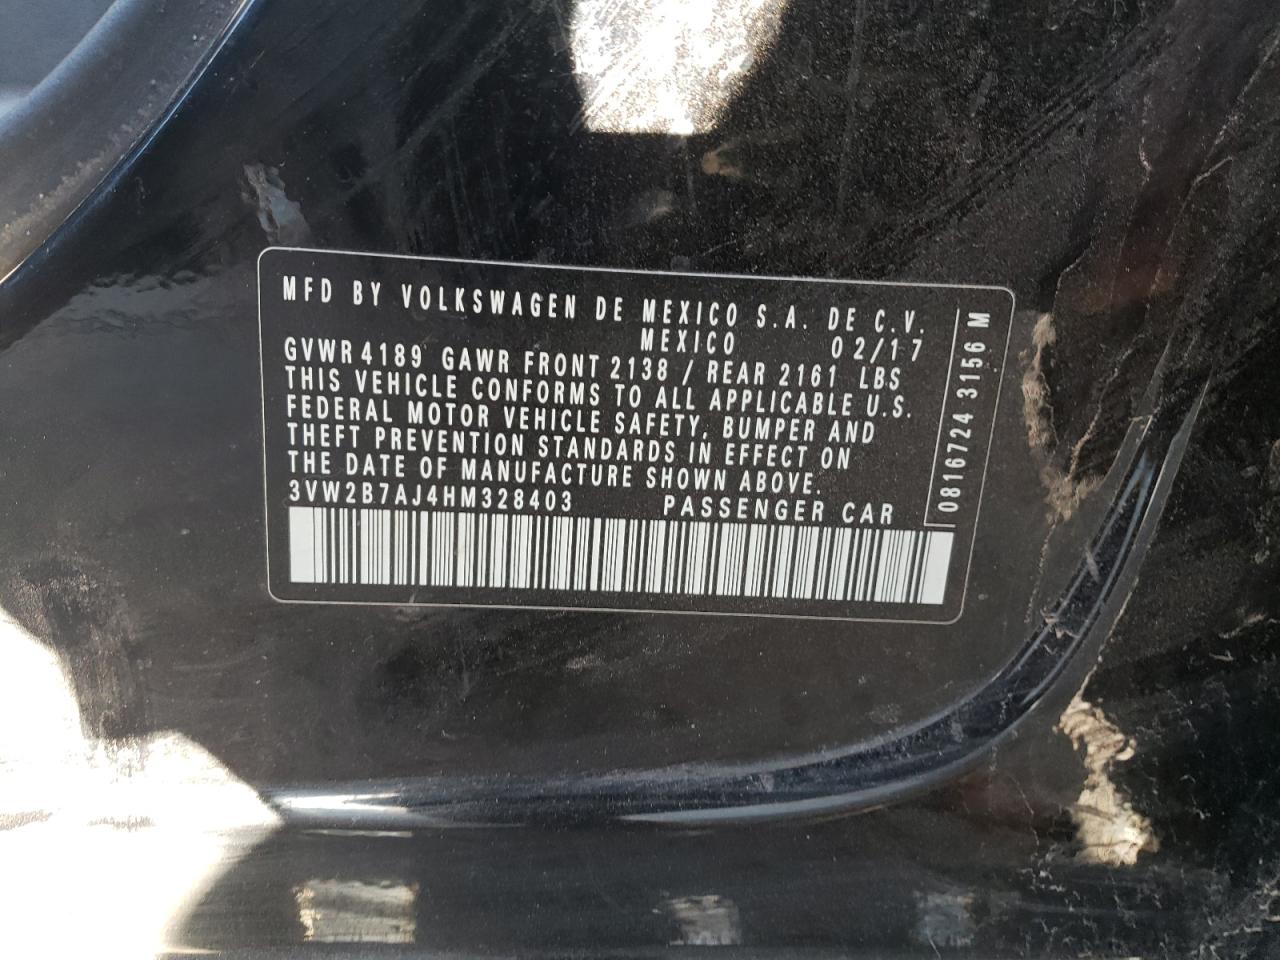 MFD BY VOLKSWAGEN DE MEXICO S.A. DE C.V.
MEXICO 02/17
GVWR 4189 GAWR FRONT 2138 / REAR 2161 LBS
THIS VEHICLE CONFORMS TO ALL APPLICABLE U.S.
FEDERAL MOTOR VEHICLE SAFETY, BUMPER AND
THEFT PREVENTION STANDARDS IN EFFECT ON
THE DATE OF MANUFACTURE SHOWN ABOVE.
3VW2B7AJ4HM328403 PASSENGER CAR
0816724 3156 M